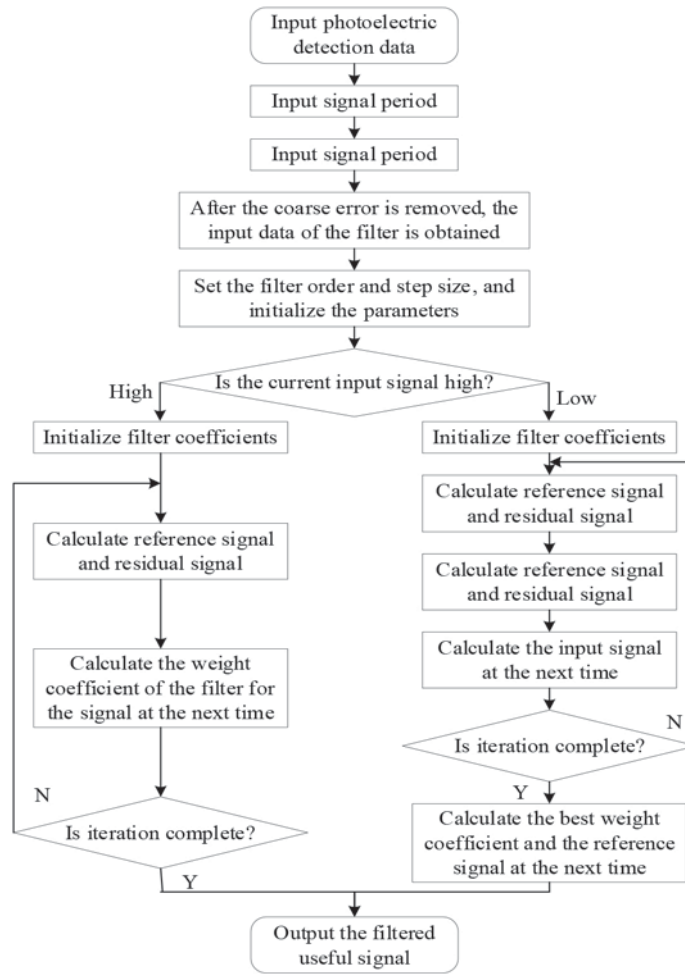 Input photoelectric
detection data
Input signal period
Input signal period
After the coarse error is removed, the
input data of the filter is obtained
Set the filter order and step size, and
initialize the parameters
Is the current input signal high?
High
Low
Initialize filter coefficients
Calculate reference signal
and residual signal
Calculate the weight
coefficient of the filter for
the signal at the next time
N
Is iteration complete?
Y
Initialize filter coefficients
Calculate reference signal
and residual signal
Calculate reference signal
and residual signal
Calculate the input signal
at the next time
N
Is iteration complete?
Y
Calculate the best weight
coefficient and the reference
signal at the next time
Output the filtered
useful signal